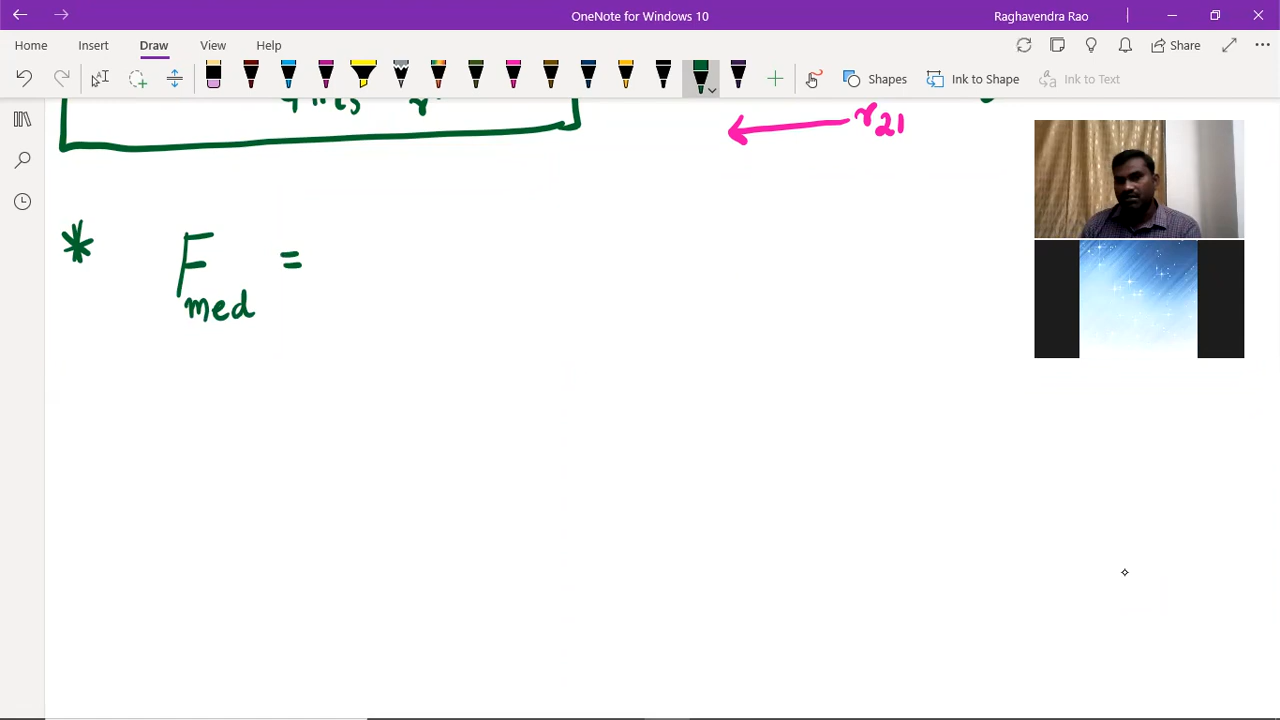 OneNote for Windows 10
Raghavendra Rao
Home Insert Draw View Help
Share
Shapes
Ink to Shape
Ink to Text
r21
* F =
med